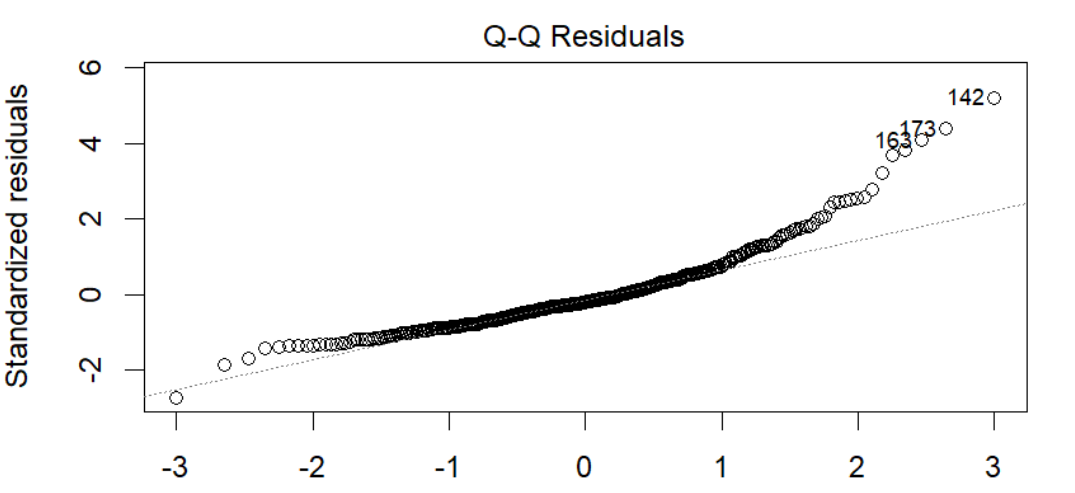 Q-Q Residuals
Standardized residuals
6
4
2
0
-2
142
173
163
-3 -2 -1 0 1 2 3